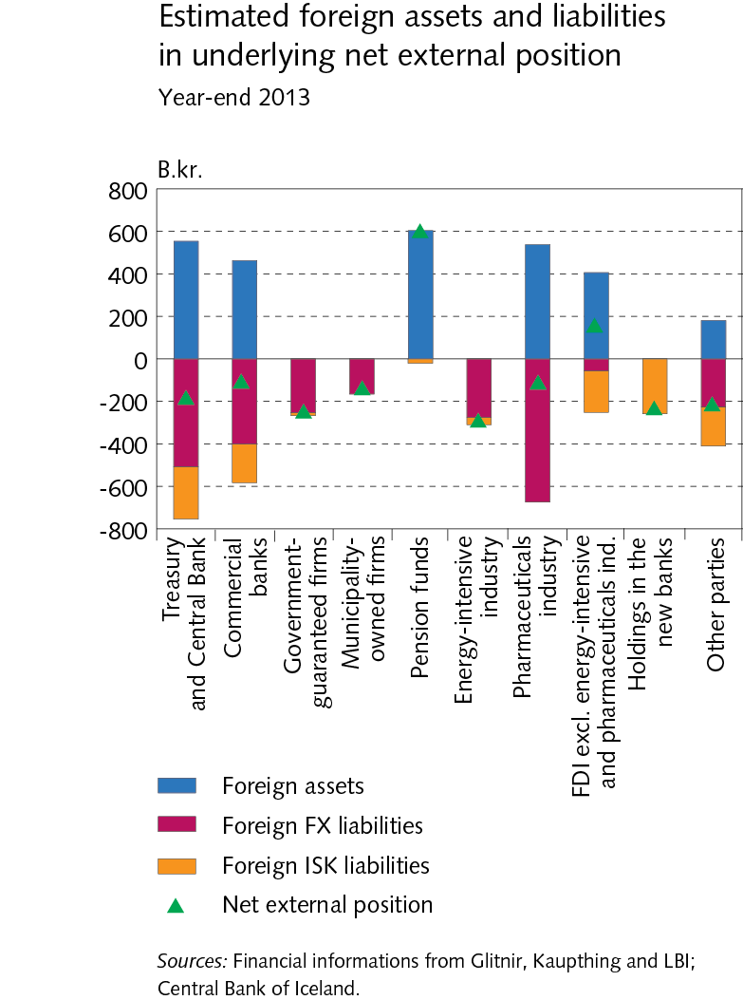 Estimated foreign assets and liabilities
in underlying net external position
Year-end 2013
B.kr.
800
600
400
200
0
-200
-400
-600
-800
Treasury
and Central Bank
Commercial
banks
Government-
guaranteed firms
Municipality-
owned firms
Pension funds
Energy-intensive
industry
Pharmaceuticals
industry
FDI excl. energy-intensive
and pharmaceuticals ind.
Holdings in the
new banks
Other parties
Foreign assets
Foreign FX liabilities
Foreign ISK liabilities
Net external position
Sources: Financial informations from Glitnir, Kaupthing and LBI;
Central Bank of Iceland.